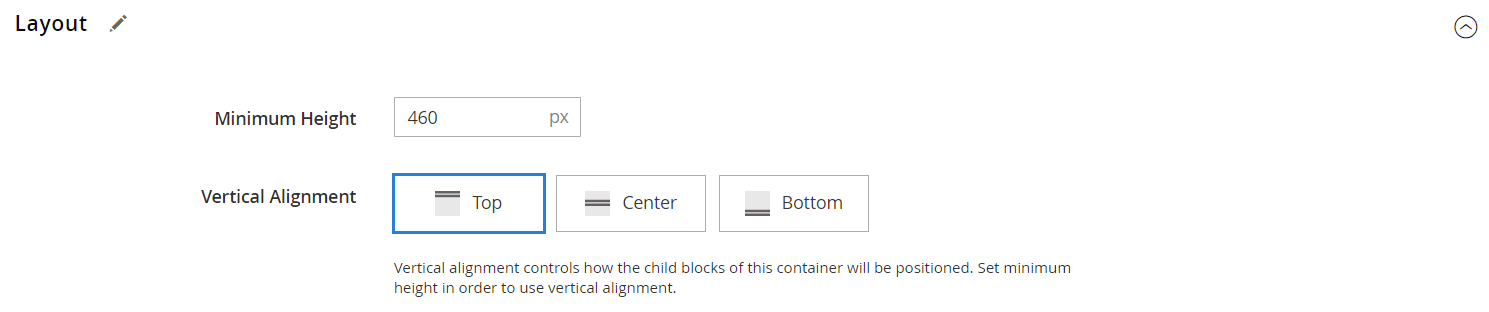 Layout
Minimum Height 460 px
Vertical Alignment Top Center Bottom
Vertical alignment controls how the child blocks of this container will be positioned. Set minimum
height in order to use vertical alignment.